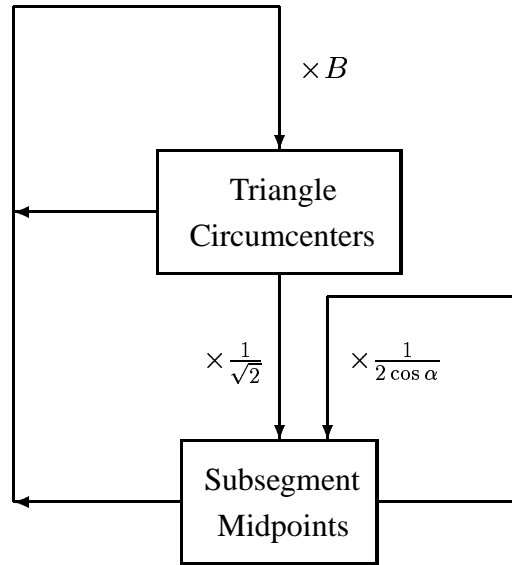 ×B
Triangle
Circumcenters
×1/√2
×1/(2 cos α)
Subsegment
Midpoints